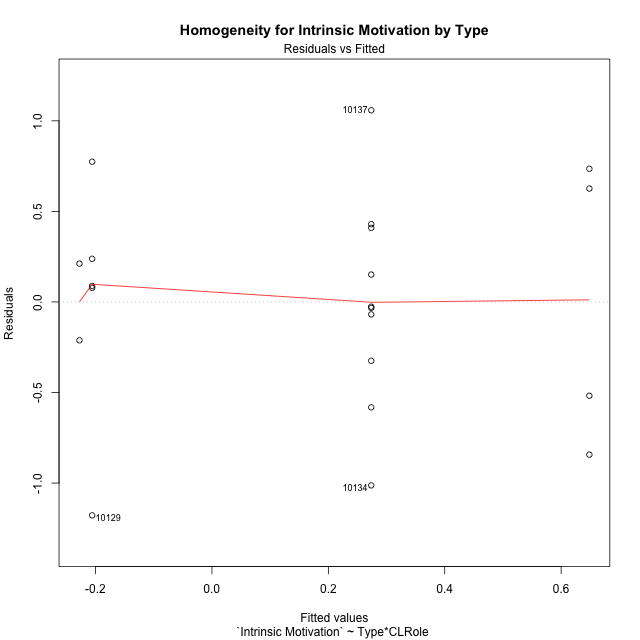 Homogeneity for Intrinsic Motivation by Type
Residuals vs Fitted
1.0
0.5
0.0
-0.5
-1.0
Residuals
10137
10134
10129
-0.2 0.0 0.2 0.4 0.6
Fitted values
`Intrinsic Motivation` ~ Type*CLRole